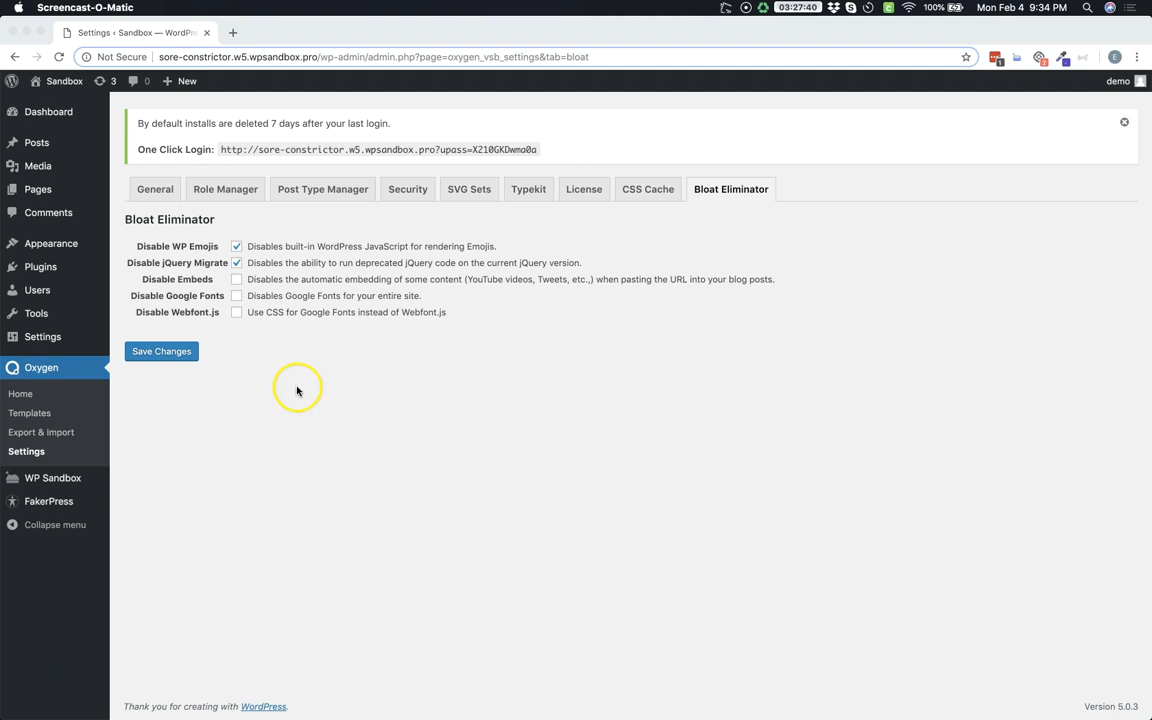 Screencast-O-Matic
03:27:40
100%
Mon Feb 4 9:34 PM
Settings ‹ Sandbox — WordPr
Not Secure
sore-constrictor.w5.wpsandbox.pro/wp-admin/admin.php?page=oxygen_vsb_settings&tab=bloat
E
Sandbox
3
0
New
demo
Dashboard
Posts
Media
Pages
Comments
Appearance
Plugins
Users
Tools
Settings
Oxygen
Home
Templates
Export & Import
Settings
WP Sandbox
FakerPress
Collapse menu
By default installs are deleted 7 days after your last login.
One Click Login: http://sore-constrictor.w5.wpsandbox.pro?upass=X210GKDwma0a
General
Role Manager
Post Type Manager
Security
SVG Sets
Typekit
License
CSS Cache
Bloat Eliminator
Bloat Eliminator
Disable WP Emojis Disables built-in WordPress JavaScript for rendering Emojis.
Disable jQuery Migrate Disables the ability to run deprecated jQuery code on the current jQuery version.
Disable Embeds Disables the automatic embedding of some content (YouTube videos, Tweets, etc.,) when pasting the URL into your blog posts.
Disable Google Fonts Disables Google Fonts for your entire site.
Disable Webfont.js Use CSS for Google Fonts instead of Webfont.js
Save Changes
Thank you for creating with WordPress.
Version 5.0.3